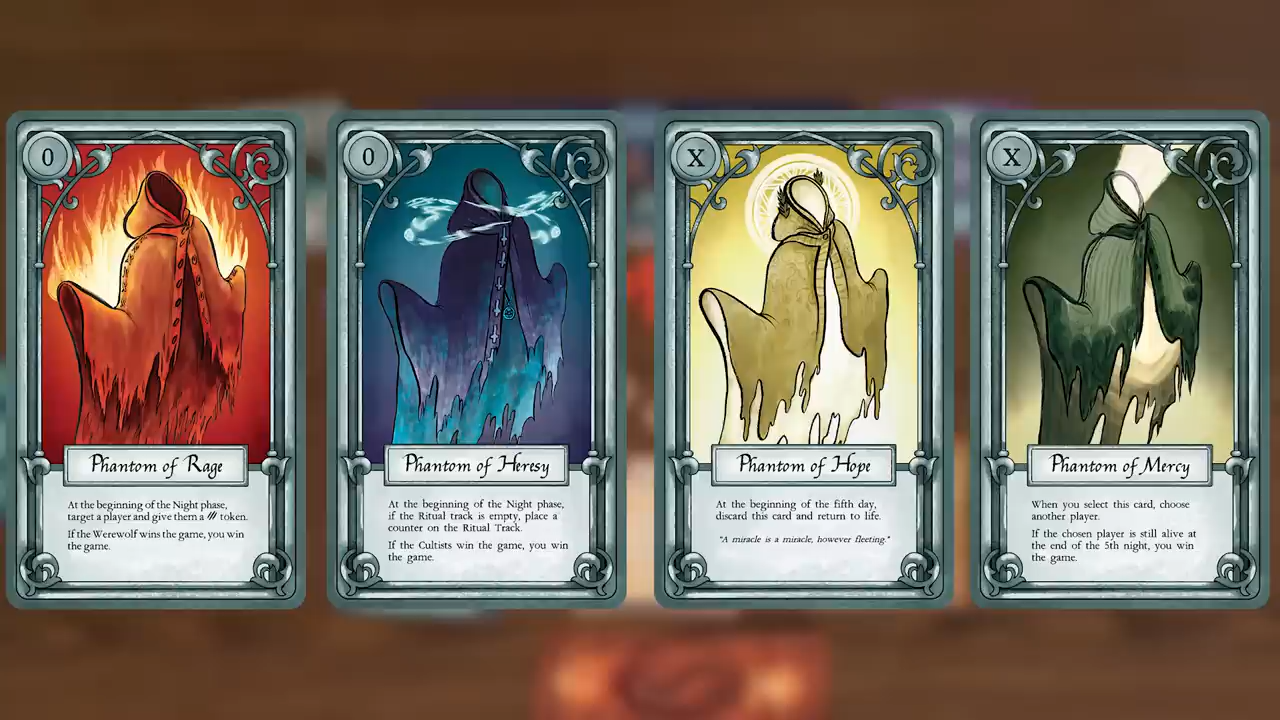 0
Phantom of Rage
At the beginning of the Night phase,
target a player and give them a token.
If the Werewolf wins the game, you win
the game.
0
Phantom of Heresy
At the beginning of the Night phase,
if the Ritual track is empty, place a
counter on the Ritual Track.
If the Cultists win the game, you win
the game.
X
Phantom of Hope
At the beginning of the fifth day,
discard this card and return to life.
"A miracle is a miracle, however fleeting."
X
Phantom of Mercy
When you select this card, choose
another player.
If the chosen player is still alive at
the end of the 5th night, you win
the game.